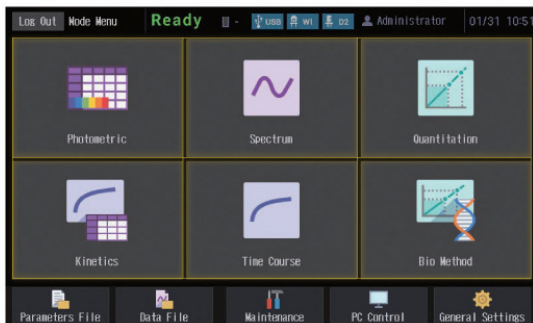 Log Out Mode Menu Ready - USB WI D2 Administrator 01/31 10:51
Photometric Spectrum Quantitation
Kinetics Time Course Bio Method
Parameters File Data File Maintenance PC Control General Settings